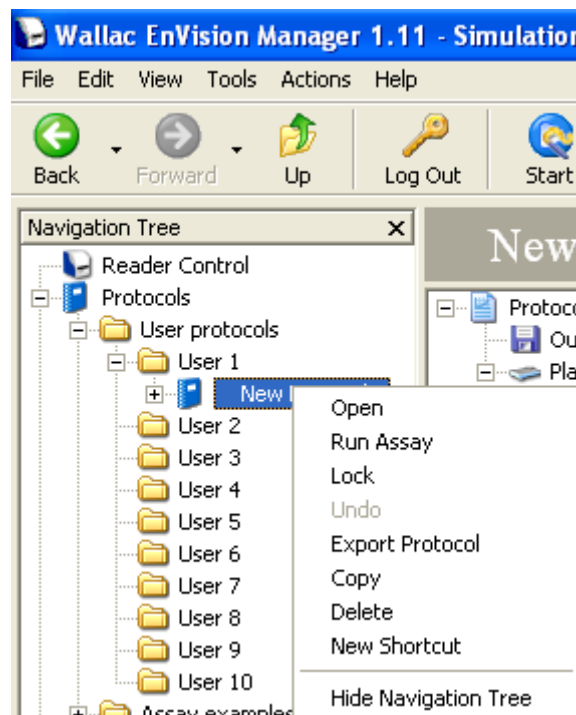 Wallac EnVision Manager 1.11 - Simulation
File Edit View Tools Actions Help
Back Forward Up Log Out Start
Navigation Tree
New
Reader Control
Protocols
User protocols
User 1
New
User 2
User 3
User 4
User 5
User 6
User 7
User 8
User 9
User 10
Assay examples
Protoco
Ou
Pla
Open
Run Assay
Lock
Undo
Export Protocol
Copy
Delete
New Shortcut
Hide Navigation Tree